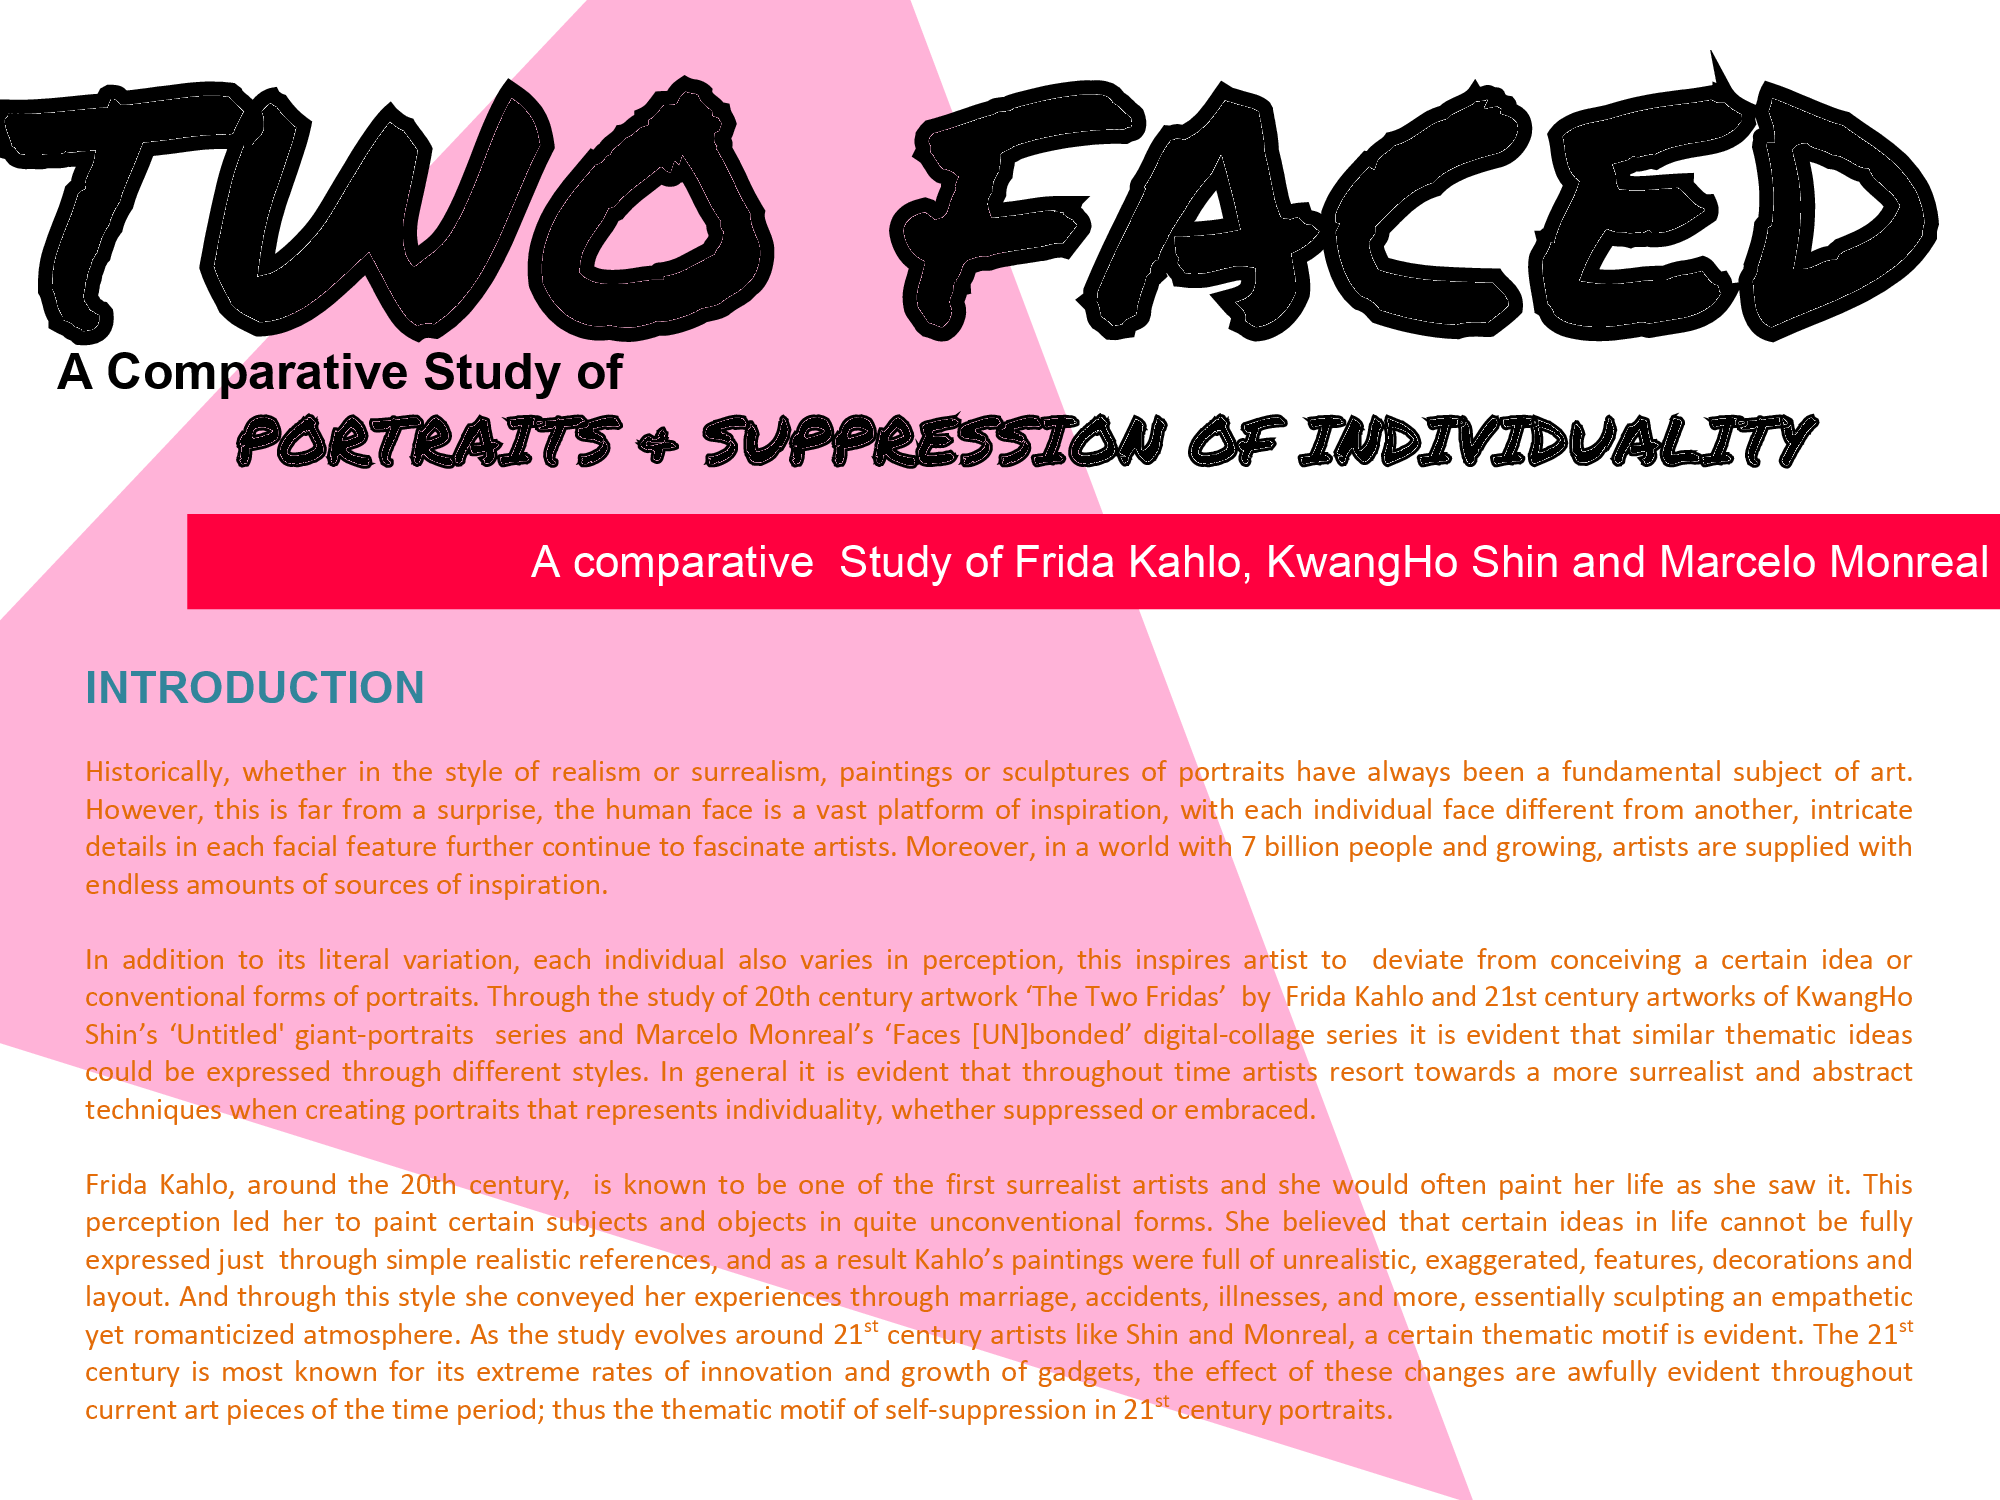 TWO FACED
A Comparative Study of
PORTRAITS & SUPPRESSION OF INDIVIDUALITY
A comparative  Study of Frida Kahlo, KwangHo Shin and Marcelo Monreal
INTRODUCTION
Historically, whether in the style of realism or surrealism, paintings or sculptures of portraits have always been a fundamental subject of art.
However, this is far from a surprise, the human face is a vast platform of inspiration, with each individual face different from another, intricate
details in each facial feature further continue to fascinate artists. Moreover, in a world with 7 billion people and growing, artists are supplied with
endless amounts of sources of inspiration.
In addition to its literal variation, each individual also varies in perception, this inspires artist to  deviate from conceiving a certain idea or
conventional forms of portraits. Through the study of 20th century artwork ‘The Two Fridas’  by  Frida Kahlo and 21st century artworks of KwangHo
Shin’s ‘Untitled' giant-portraits  series and Marcelo Monreal’s ‘Faces [UN]bonded’ digital-collage series it is evident that similar thematic ideas
could be expressed through different styles. In general it is evident that throughout time artists resort towards a more surrealist and abstract
techniques when creating portraits that represents individuality, whether suppressed or embraced.
Frida Kahlo, around the 20th century,  is known to be one of the first surrealist artists and she would often paint her life as she saw it. This
perception led her to paint certain subjects and objects in quite unconventional forms. She believed that certain ideas in life cannot be fully
expressed just  through simple realistic references, and as a result Kahlo’s paintings were full of unrealistic, exaggerated, features, decorations and
layout. And through this style she conveyed her experiences through marriage, accidents, illnesses, and more, essentially sculpting an empathetic
yet romanticized atmosphere. As the study evolves around 21st century artists like Shin and Monreal, a certain thematic motif is evident. The 21st
century is most known for its extreme rates of innovation and growth of gadgets, the effect of these changes are awfully evident throughout
current art pieces of the time period; thus the thematic motif of self-suppression in 21st century portraits.